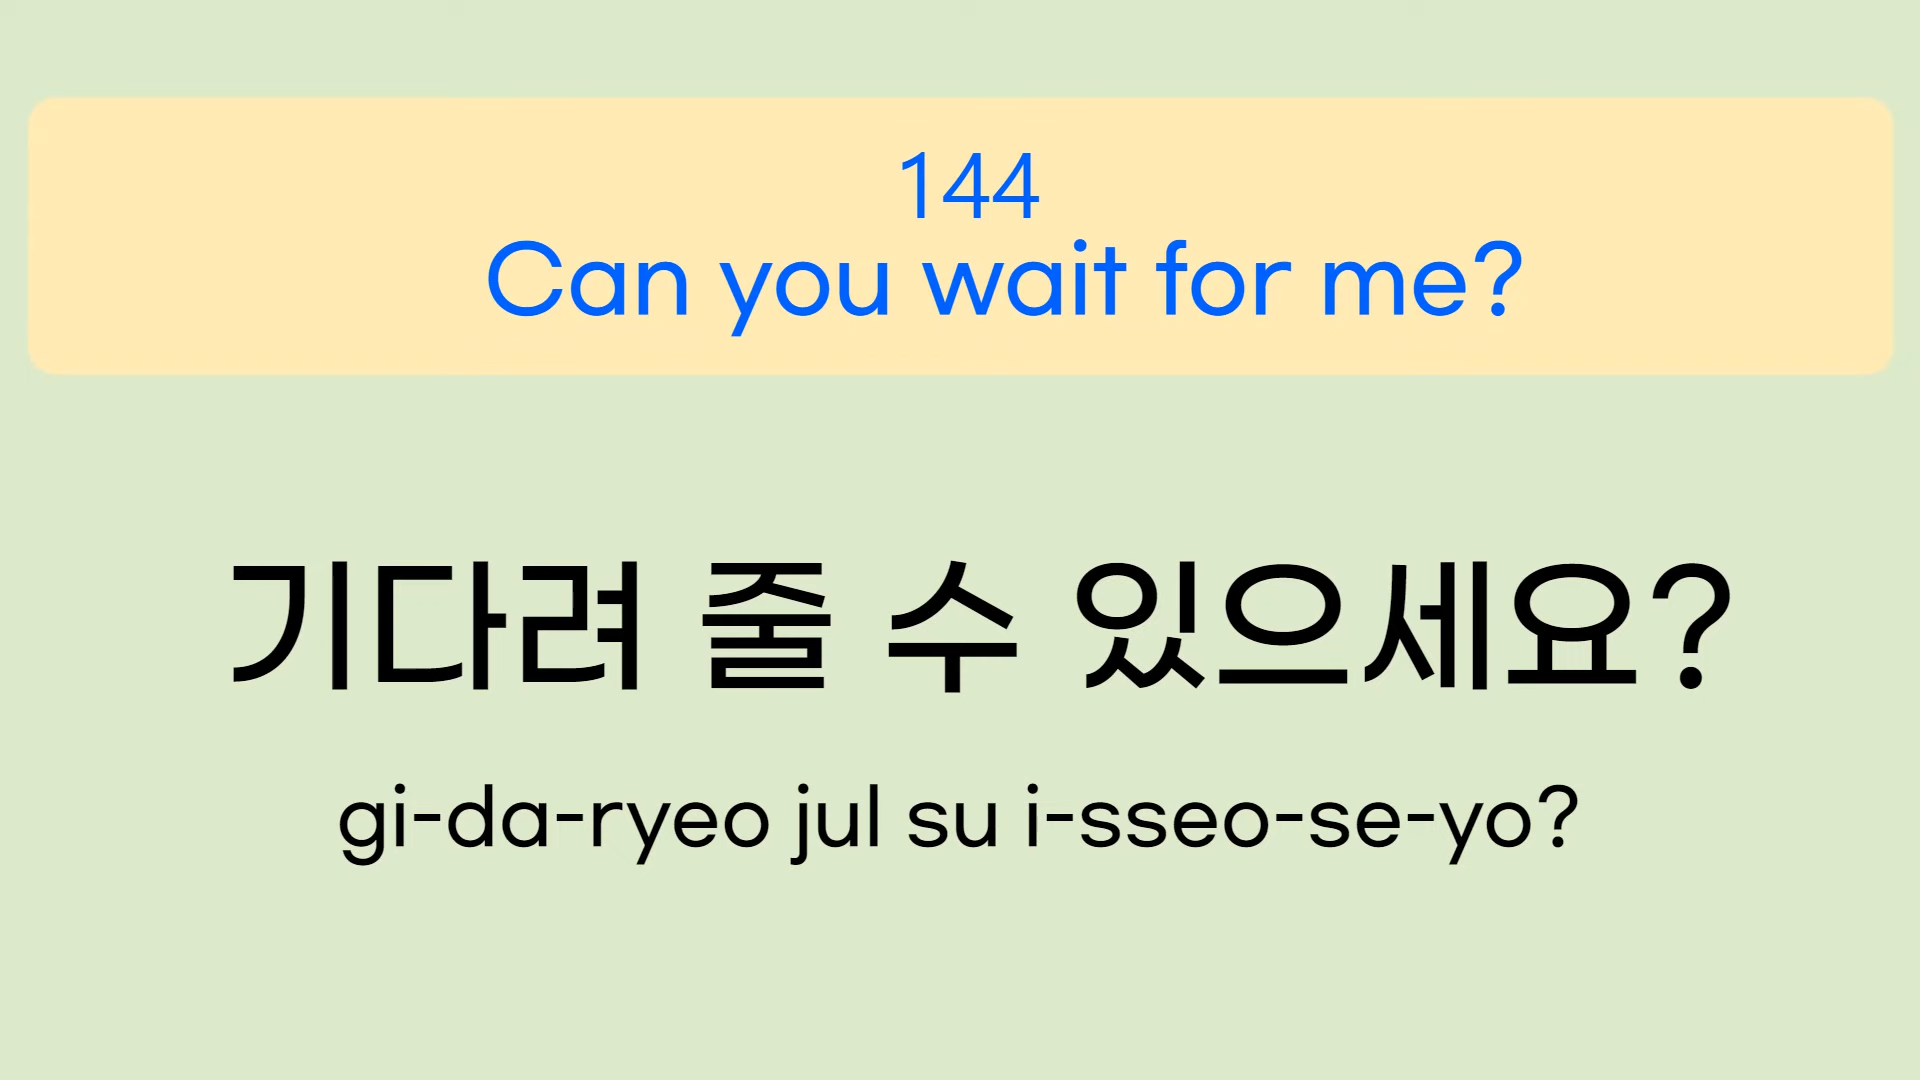 144
Can you wait for me?
기다려 줄 수 있으세요?
gi-da-ryeo jul su i-sseo-se-yo?